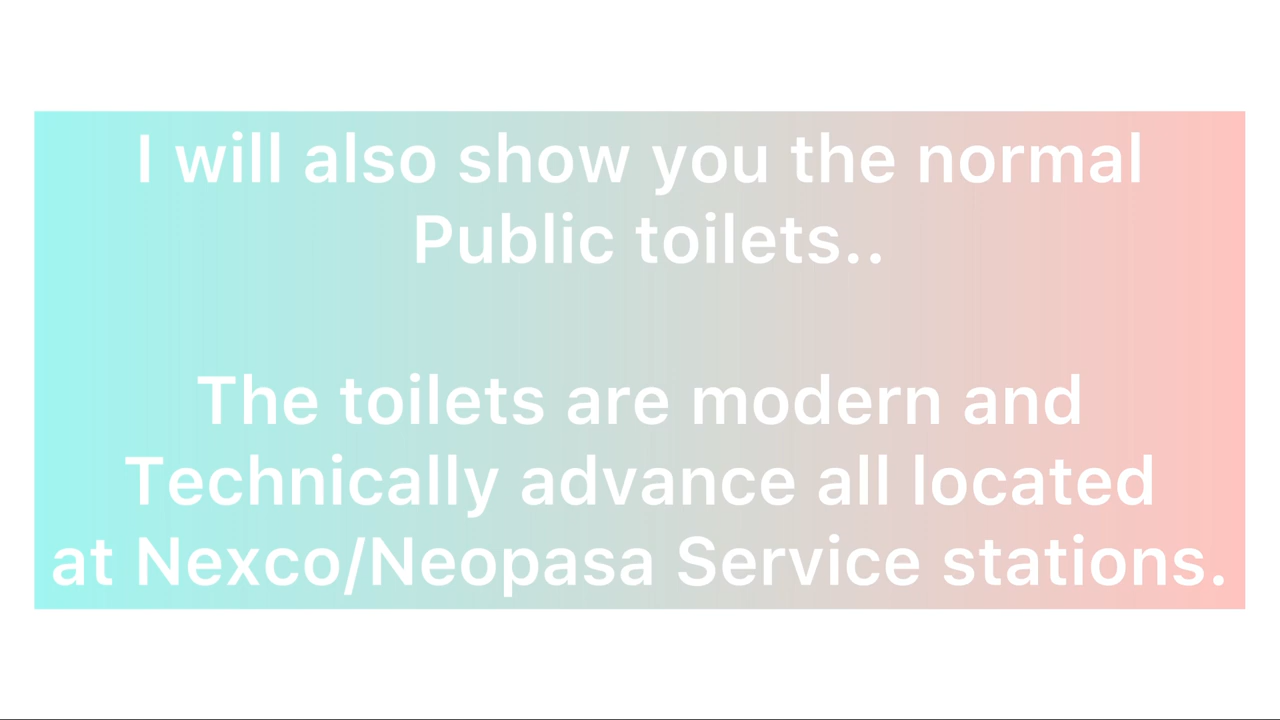 I will also show you the normal
Public toilets..
The toilets are modern and
Technically advance all located
at Nexco/Neopasa Service stations.